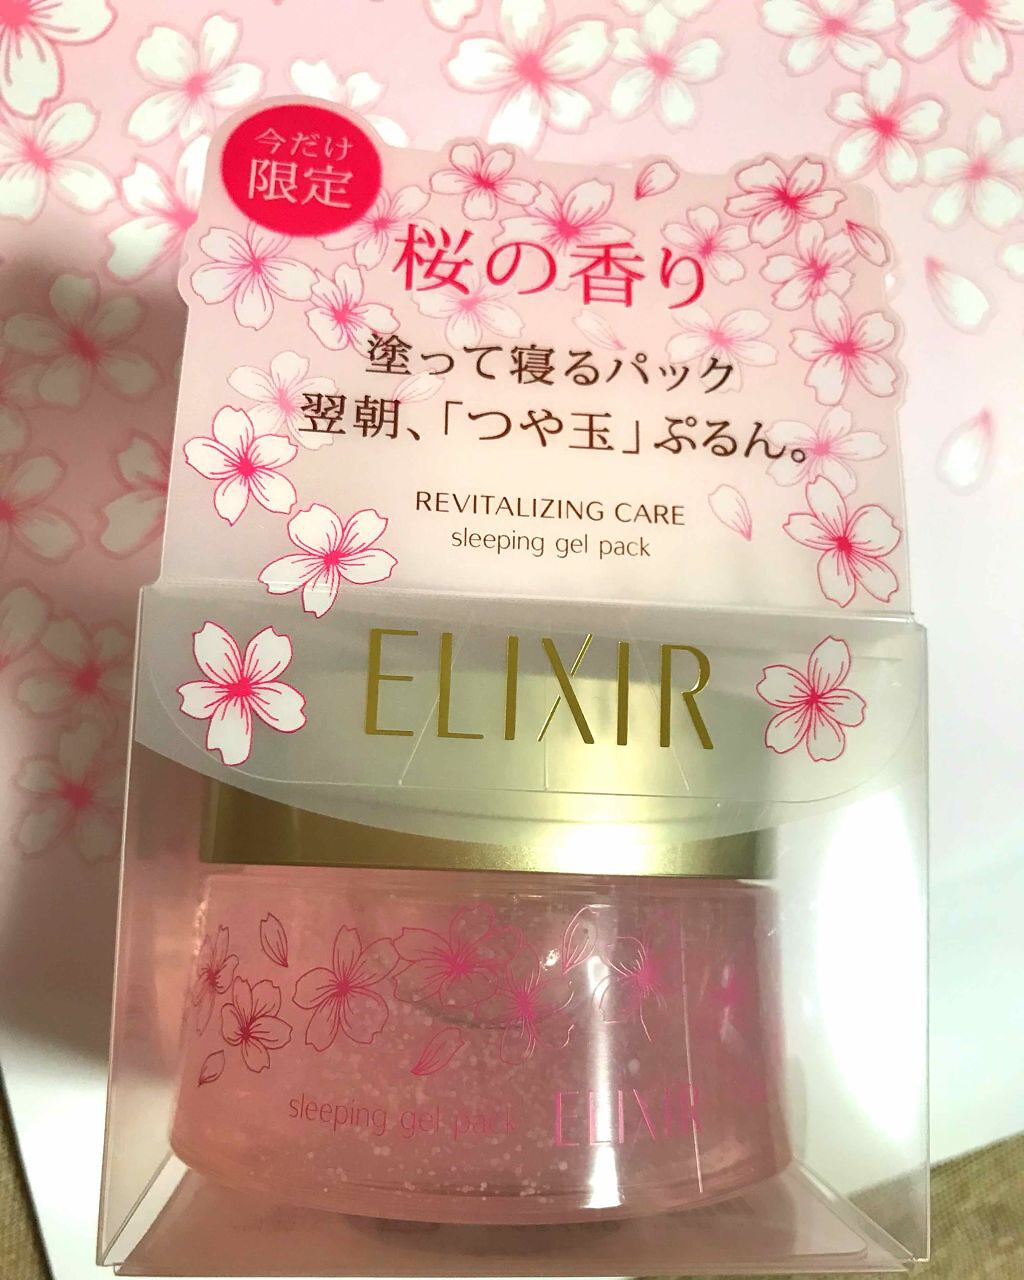 今だけ
限定
桜の香り
塗って寝るパック
翌朝、「つや玉」ぷるん。
REVITALIZING CARE
sleeping gel pack
ELIXIR
sleeping gel pack ELIXIR